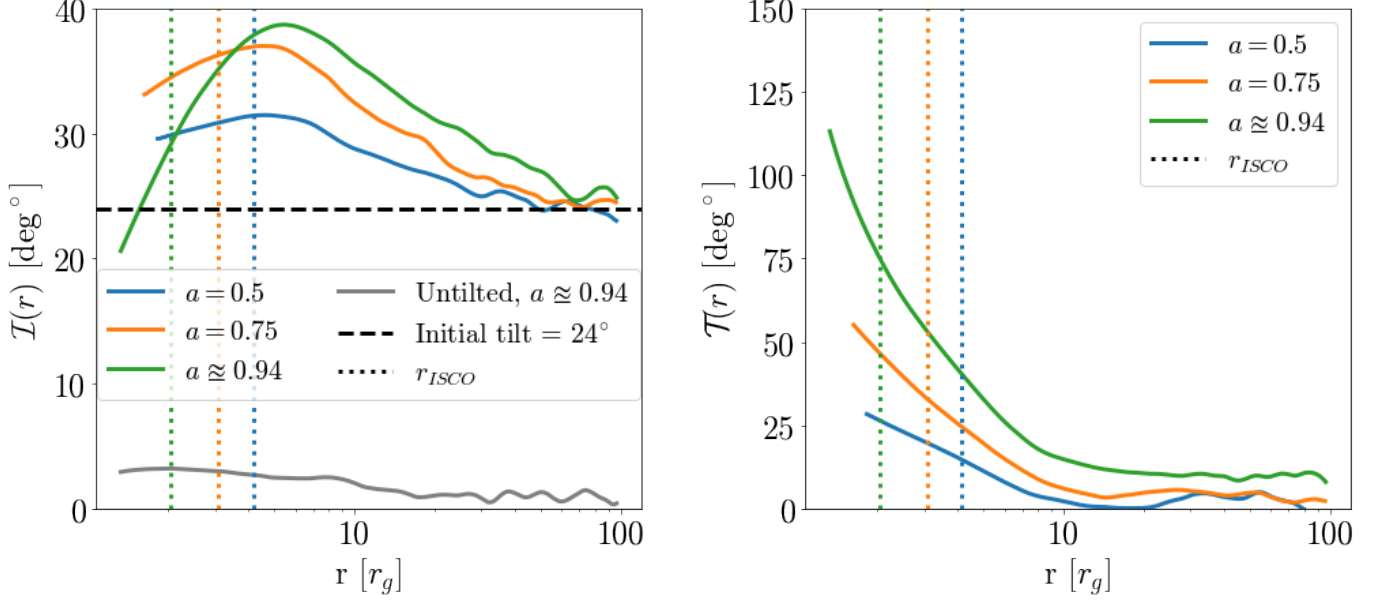 40
30
20
10
0
10
100
I(r) [deg°]
r [r_g]
a = 0.5
a = 0.75
a ≊ 0.94
Untilted, a ≊ 0.94
Initial tilt = 24°
r_ISCO
150
125
100
75
50
25
0
10
100
T(r) [deg°]
r [r_g]
a = 0.5
a = 0.75
a ≊ 0.94
r_ISCO